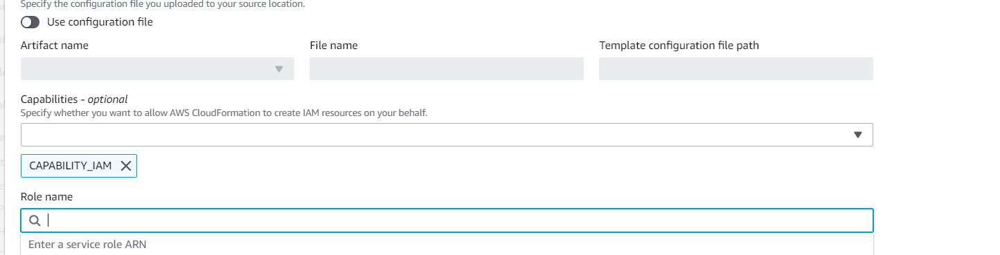 Specify the configuration file you uploaded to your source location.
Use configuration file
Artifact name
File name
Template configuration file path
Capabilities - optional
Specify whether you want to allow AWS CloudFormation to create IAM resources on your behalf.
CAPABILITY_IAM
Role name
Enter a service role ARN